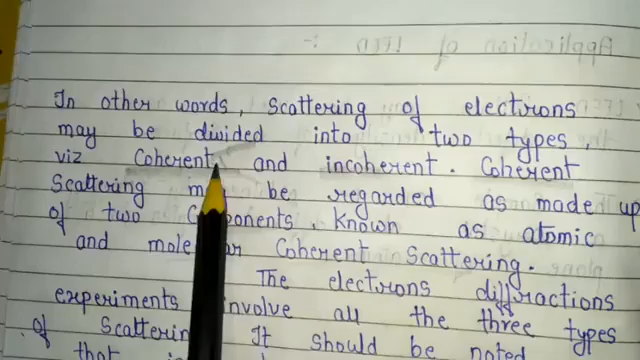 In other words, Scattering of electrons
may be divided into two types,
viz Coherent and incoherent. Coherent
Scattering may be regarded as made up
of two Components, Known as atomic
and molecular Coherent Scattering.
The electrons diffractions
experiments involve all the three types
of Scattering It should be noted
that